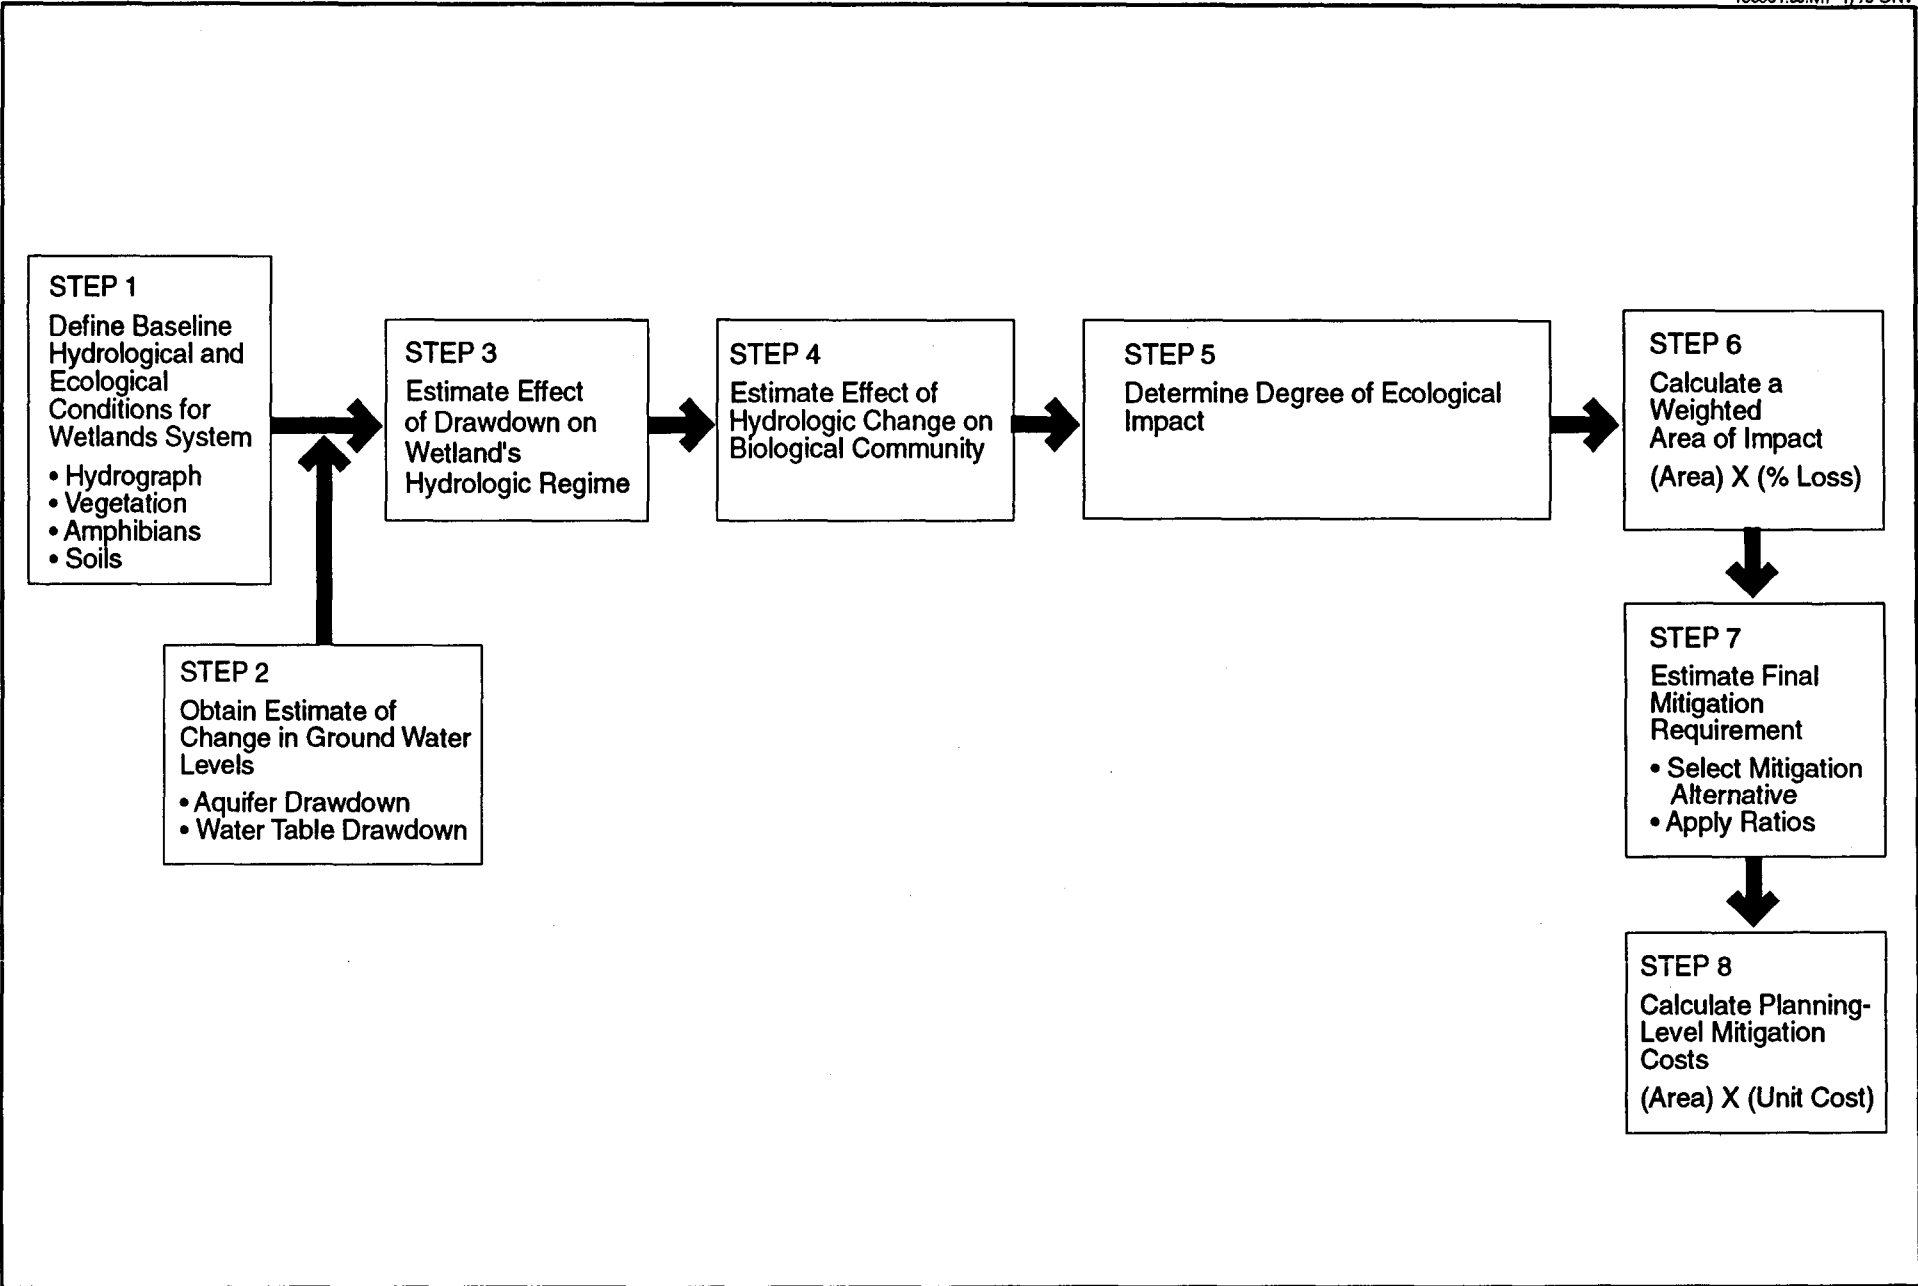 STEP 1
Define Baseline
Hydrological and
Ecological
Conditions for
Wetlands System
• Hydrograph
• Vegetation
• Amphibians
• Soils
STEP 2
Obtain Estimate of
Change in Ground Water
Levels
• Aquifer Drawdown
• Water Table Drawdown
STEP 3
Estimate Effect
of Drawdown on
Wetland's
Hydrologic Regime
STEP 4
Estimate Effect of
Hydrologic Change on
Biological Community
STEP 5
Determine Degree of Ecological
Impact
STEP 6
Calculate a
Weighted
Area of Impact
(Area) X (% Loss)
STEP 7
Estimate Final
Mitigation
Requirement
• Select Mitigation
Alternative
• Apply Ratios
STEP 8
Calculate Planning-
Level Mitigation
Costs
(Area) X (Unit Cost)